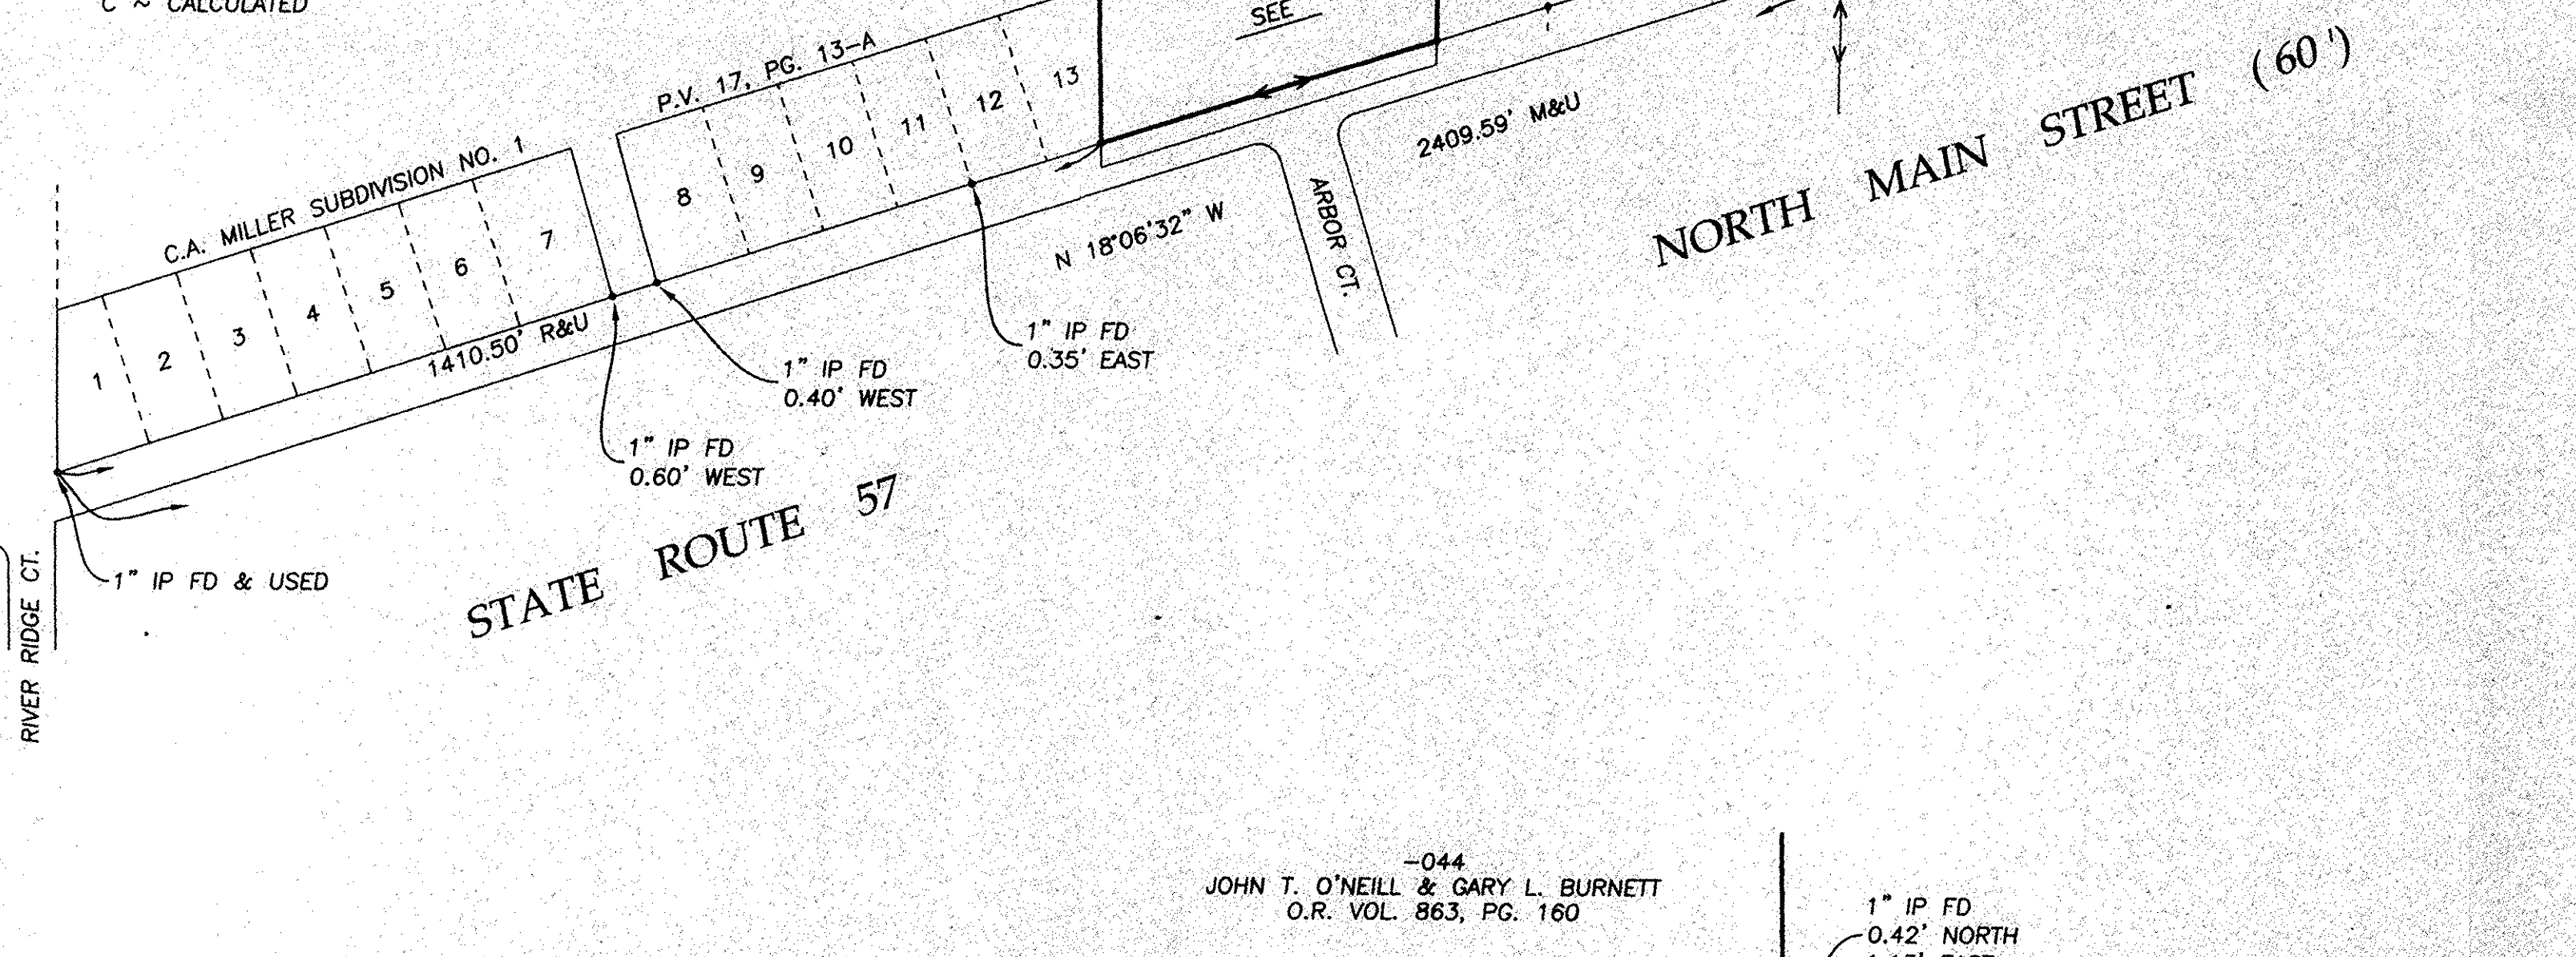 C ~ CALCULATED
SEE
P.V. 17, PG. 13-A
13
12
11
10
9
8
NORTH MAIN STREET (60')
2409.59' M&U
ARBOR CT.
N 18°06'32" W
C.A. MILLER SUBDIVISION NO. 1
7
6
5
4
3
2
1
1410.50' R&U
1" IP FD
0.35' EAST
1" IP FD
0.40' WEST
1" IP FD
0.60' WEST
STATE ROUTE 57
1" IP FD & USED
RIVER RIDGE CT.
-044
JOHN T. O'NEILL & GARY L. BURNETT
O.R. VOL. 863, PG. 160
1" IP FD
0.42' NORTH